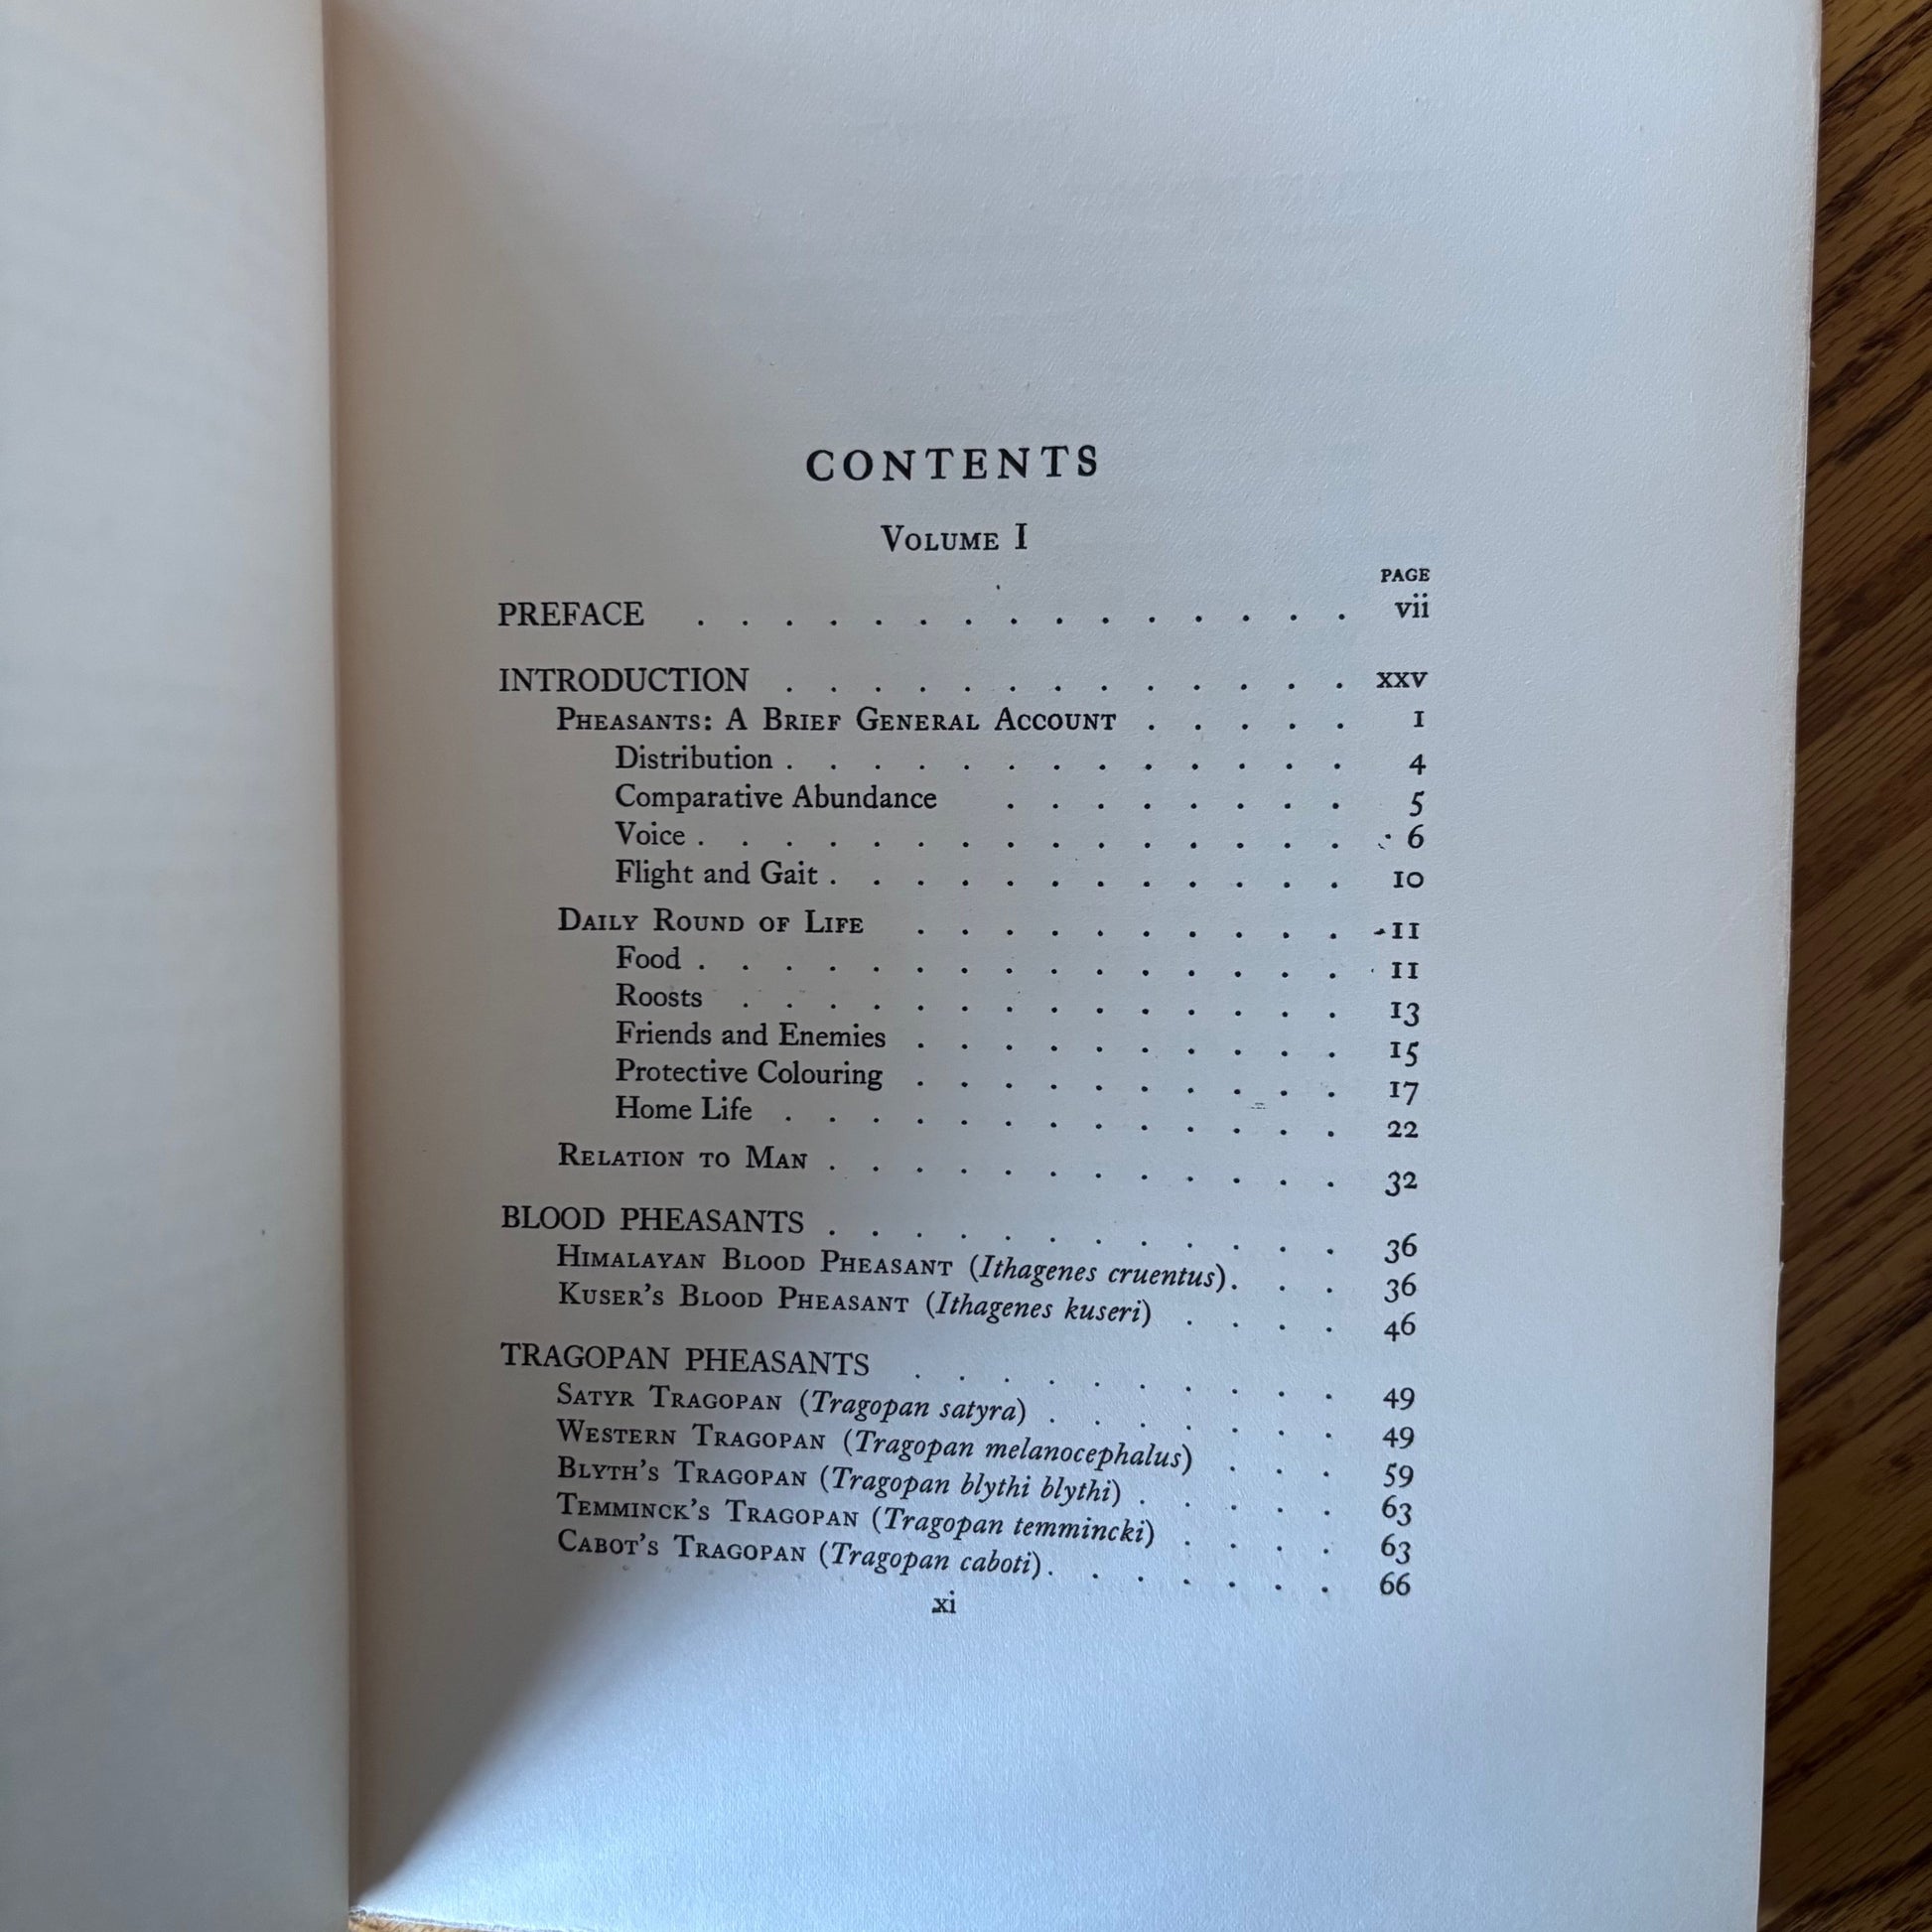 CONTENTS
Volume I
PAGE
PREFACE . . . . . . . . . . . . . . . vii
INTRODUCTION . . . . . . . . . . . . . xxv
Pheasants: A Brief General Account . . . . . 1
Distribution . . . . . . . . . . . . . 4
Comparative Abundance . . . . . . . . 5
Voice . . . . . . . . . . . . . . . 6
Flight and Gait . . . . . . . . . . . . 10
Daily Round of Life . . . . . . . . . . 11
Food . . . . . . . . . . . . . . . 11
Roosts . . . . . . . . . . . . . . 13
Friends and Enemies . . . . . . . . . . 15
Protective Colouring . . . . . . . . . . 17
Home Life . . . . . . . . . . . . . 22
Relation to Man . . . . . . . . . . . . 32
BLOOD PHEASANTS . . . . . . . . . . . . 36
Himalayan Blood Pheasant (Ithagenes cruentus) . . . 36
Kuser's Blood Pheasant (Ithagenes kuseri) . . . . 46
TRAGOPAN PHEASANTS . . . . . . . . . . 49
Satyr Tragopan (Tragopan satyra) . . . . . . . 49
Western Tragopan (Tragopan melanocephalus) . . . 59
Blyth's Tragopan (Tragopan blythi blythi) . . . . . 63
Temminck's Tragopan (Tragopan temmincki) . . . . 63
Cabot's Tragopan (Tragopan caboti) . . . . . . . 66
xi